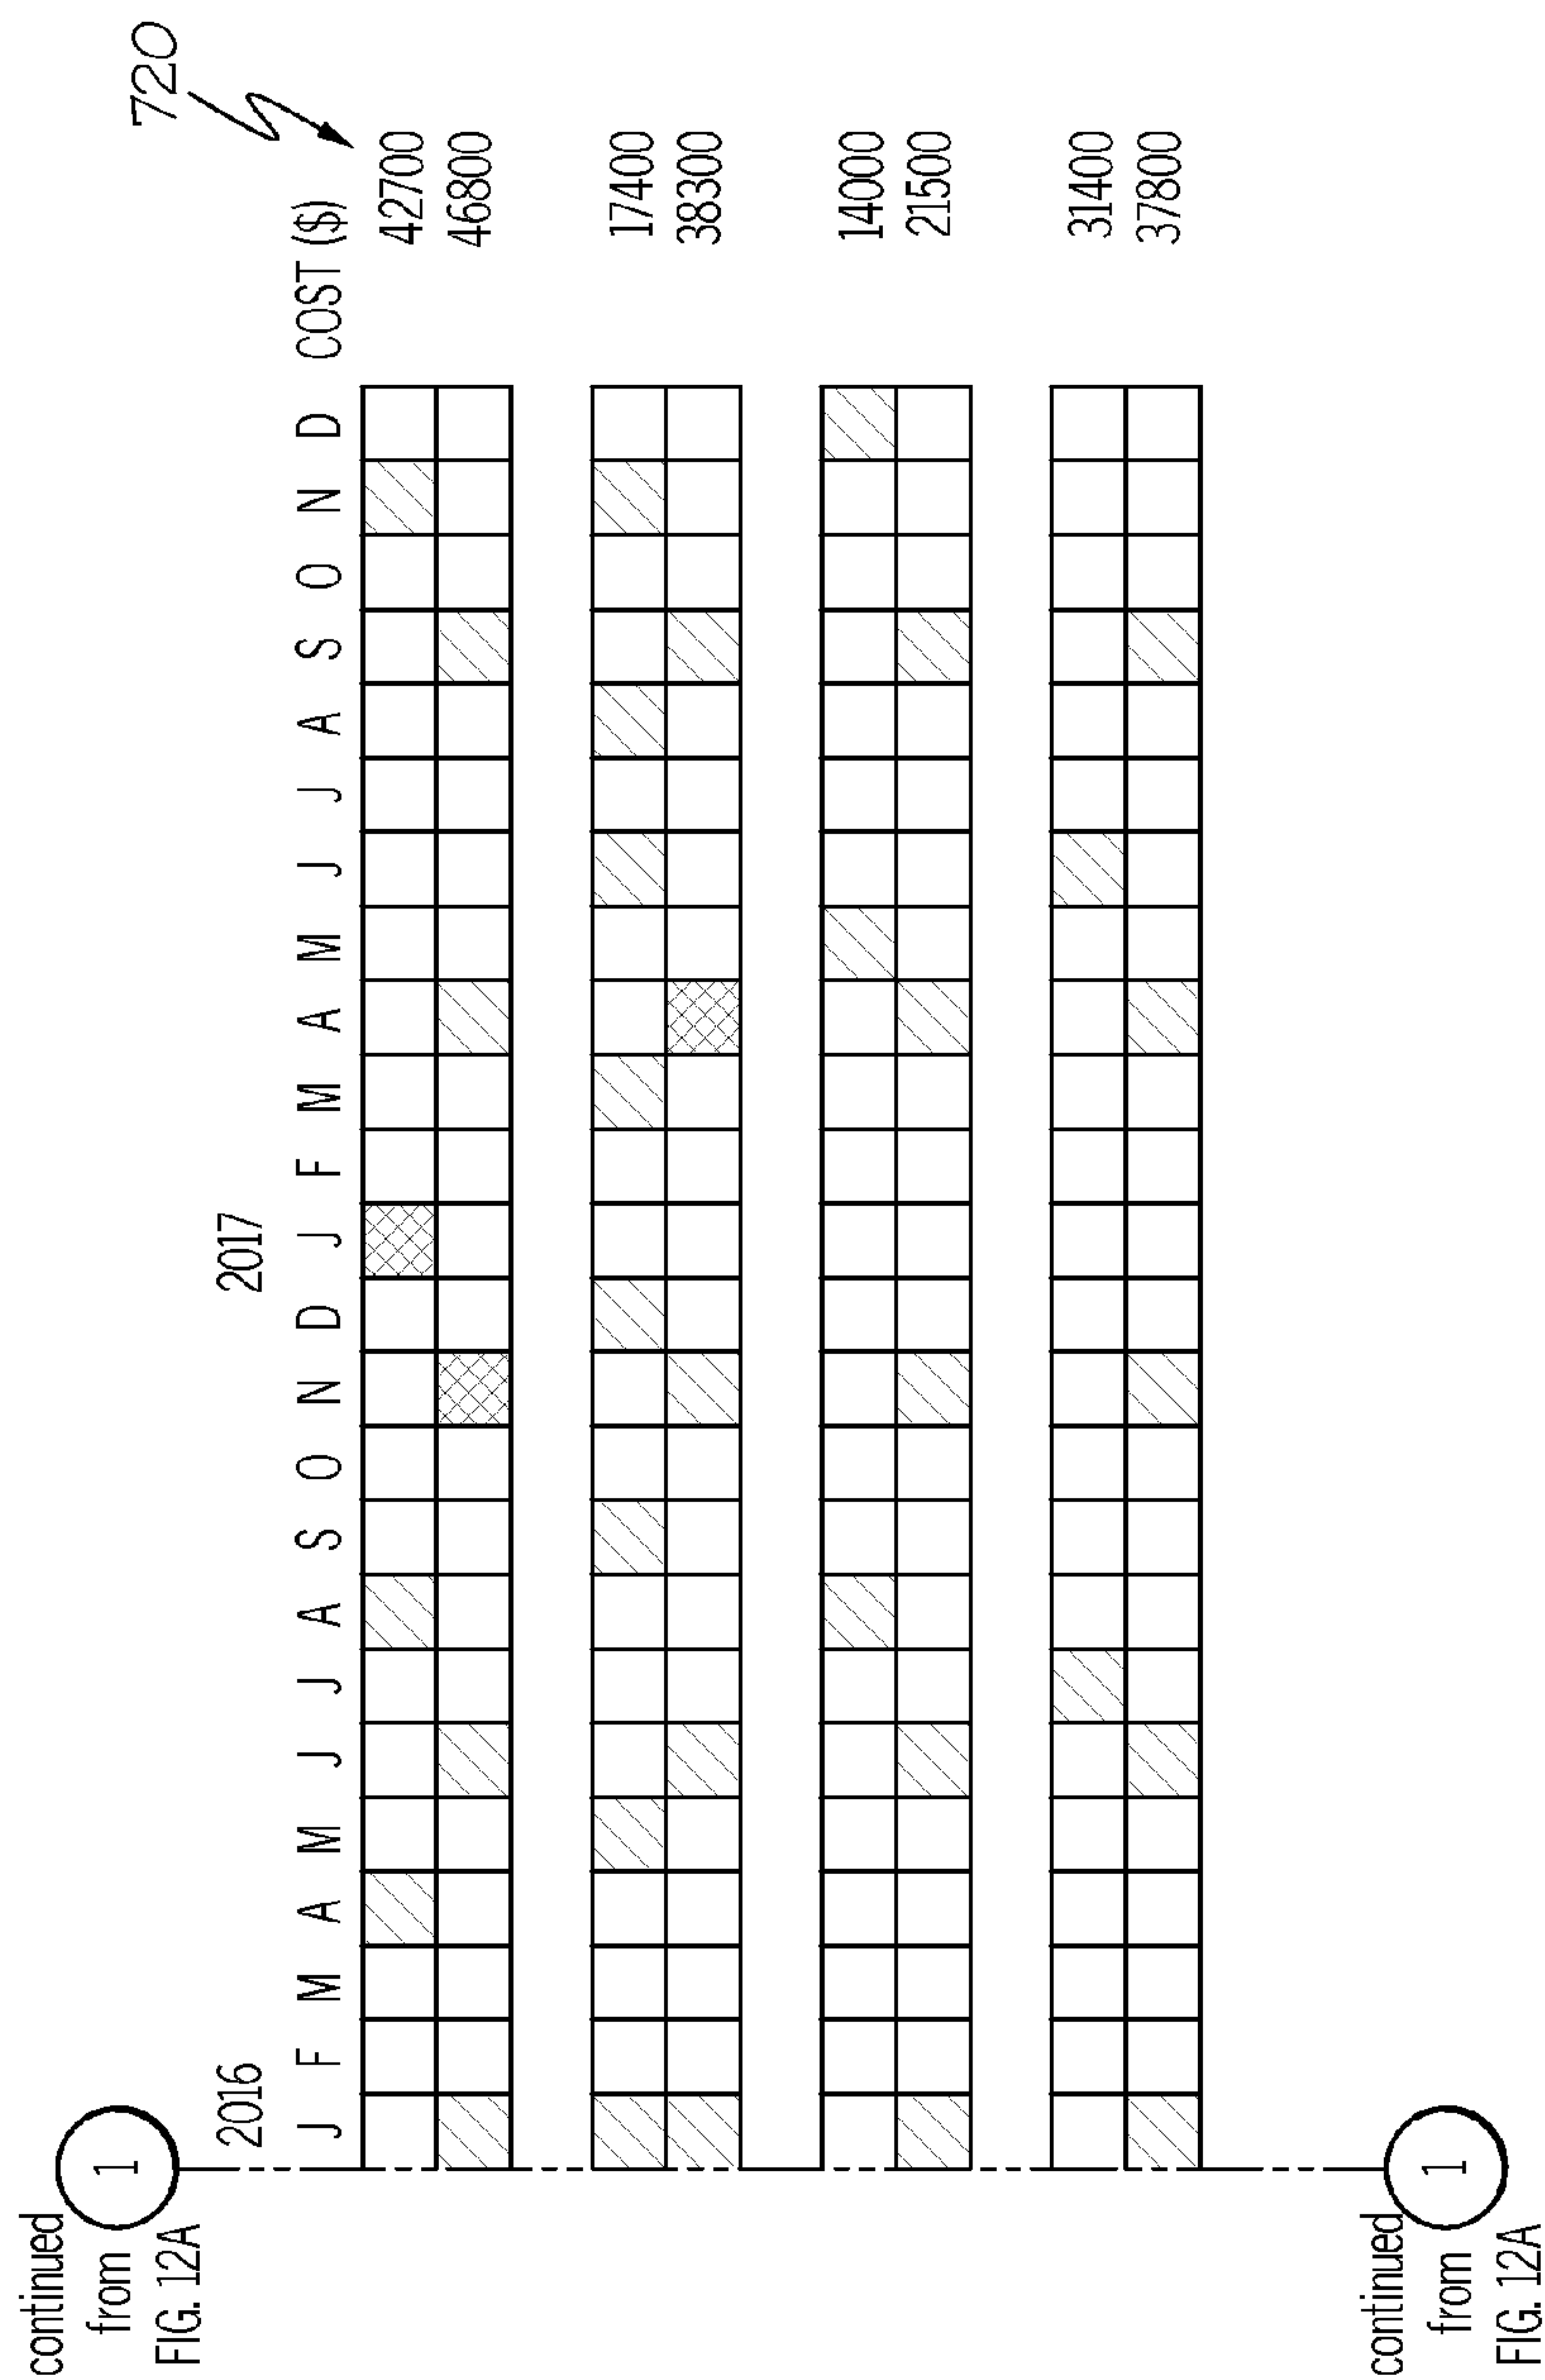 720
2016 2017
J F M A M J J A S O N D J F M A M J J A S O N D COST ($)
42700
46800
17400
38300
14000
21500
31400
37800
continued
from
FIG. 12A
1
continued
from
FIG. 12A
1